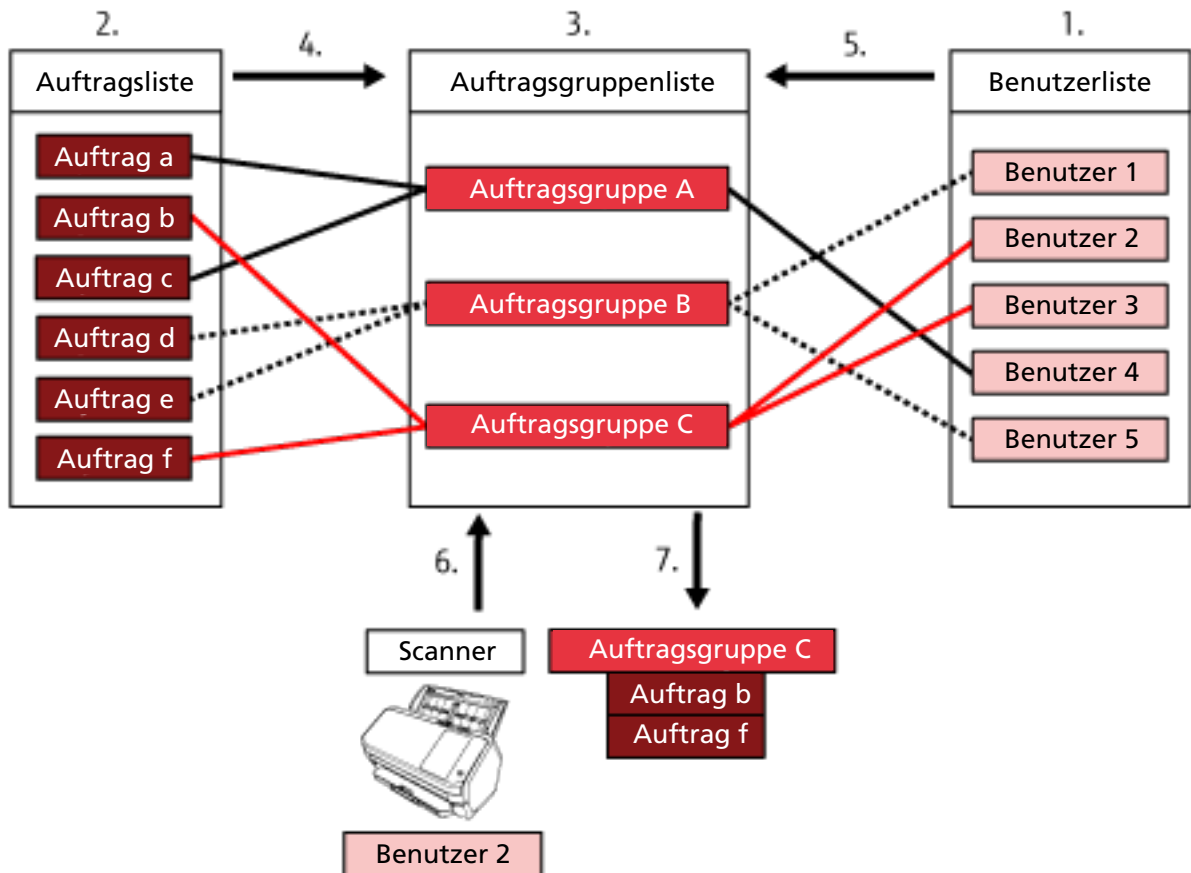 2.
4.
3.
5.
1.
Auftragsliste
Auftragsgruppenliste
Benutzerliste
Auftrag a
Auftrag b
Auftrag c
Auftrag d
Auftrag e
Auftrag f
Auftragsgruppe A
Auftragsgruppe B
Auftragsgruppe C
Benutzer 1
Benutzer 2
Benutzer 3
Benutzer 4
Benutzer 5
6.
7.
Scanner
Auftragsgruppe C
Auftrag b
Auftrag f
Benutzer 2